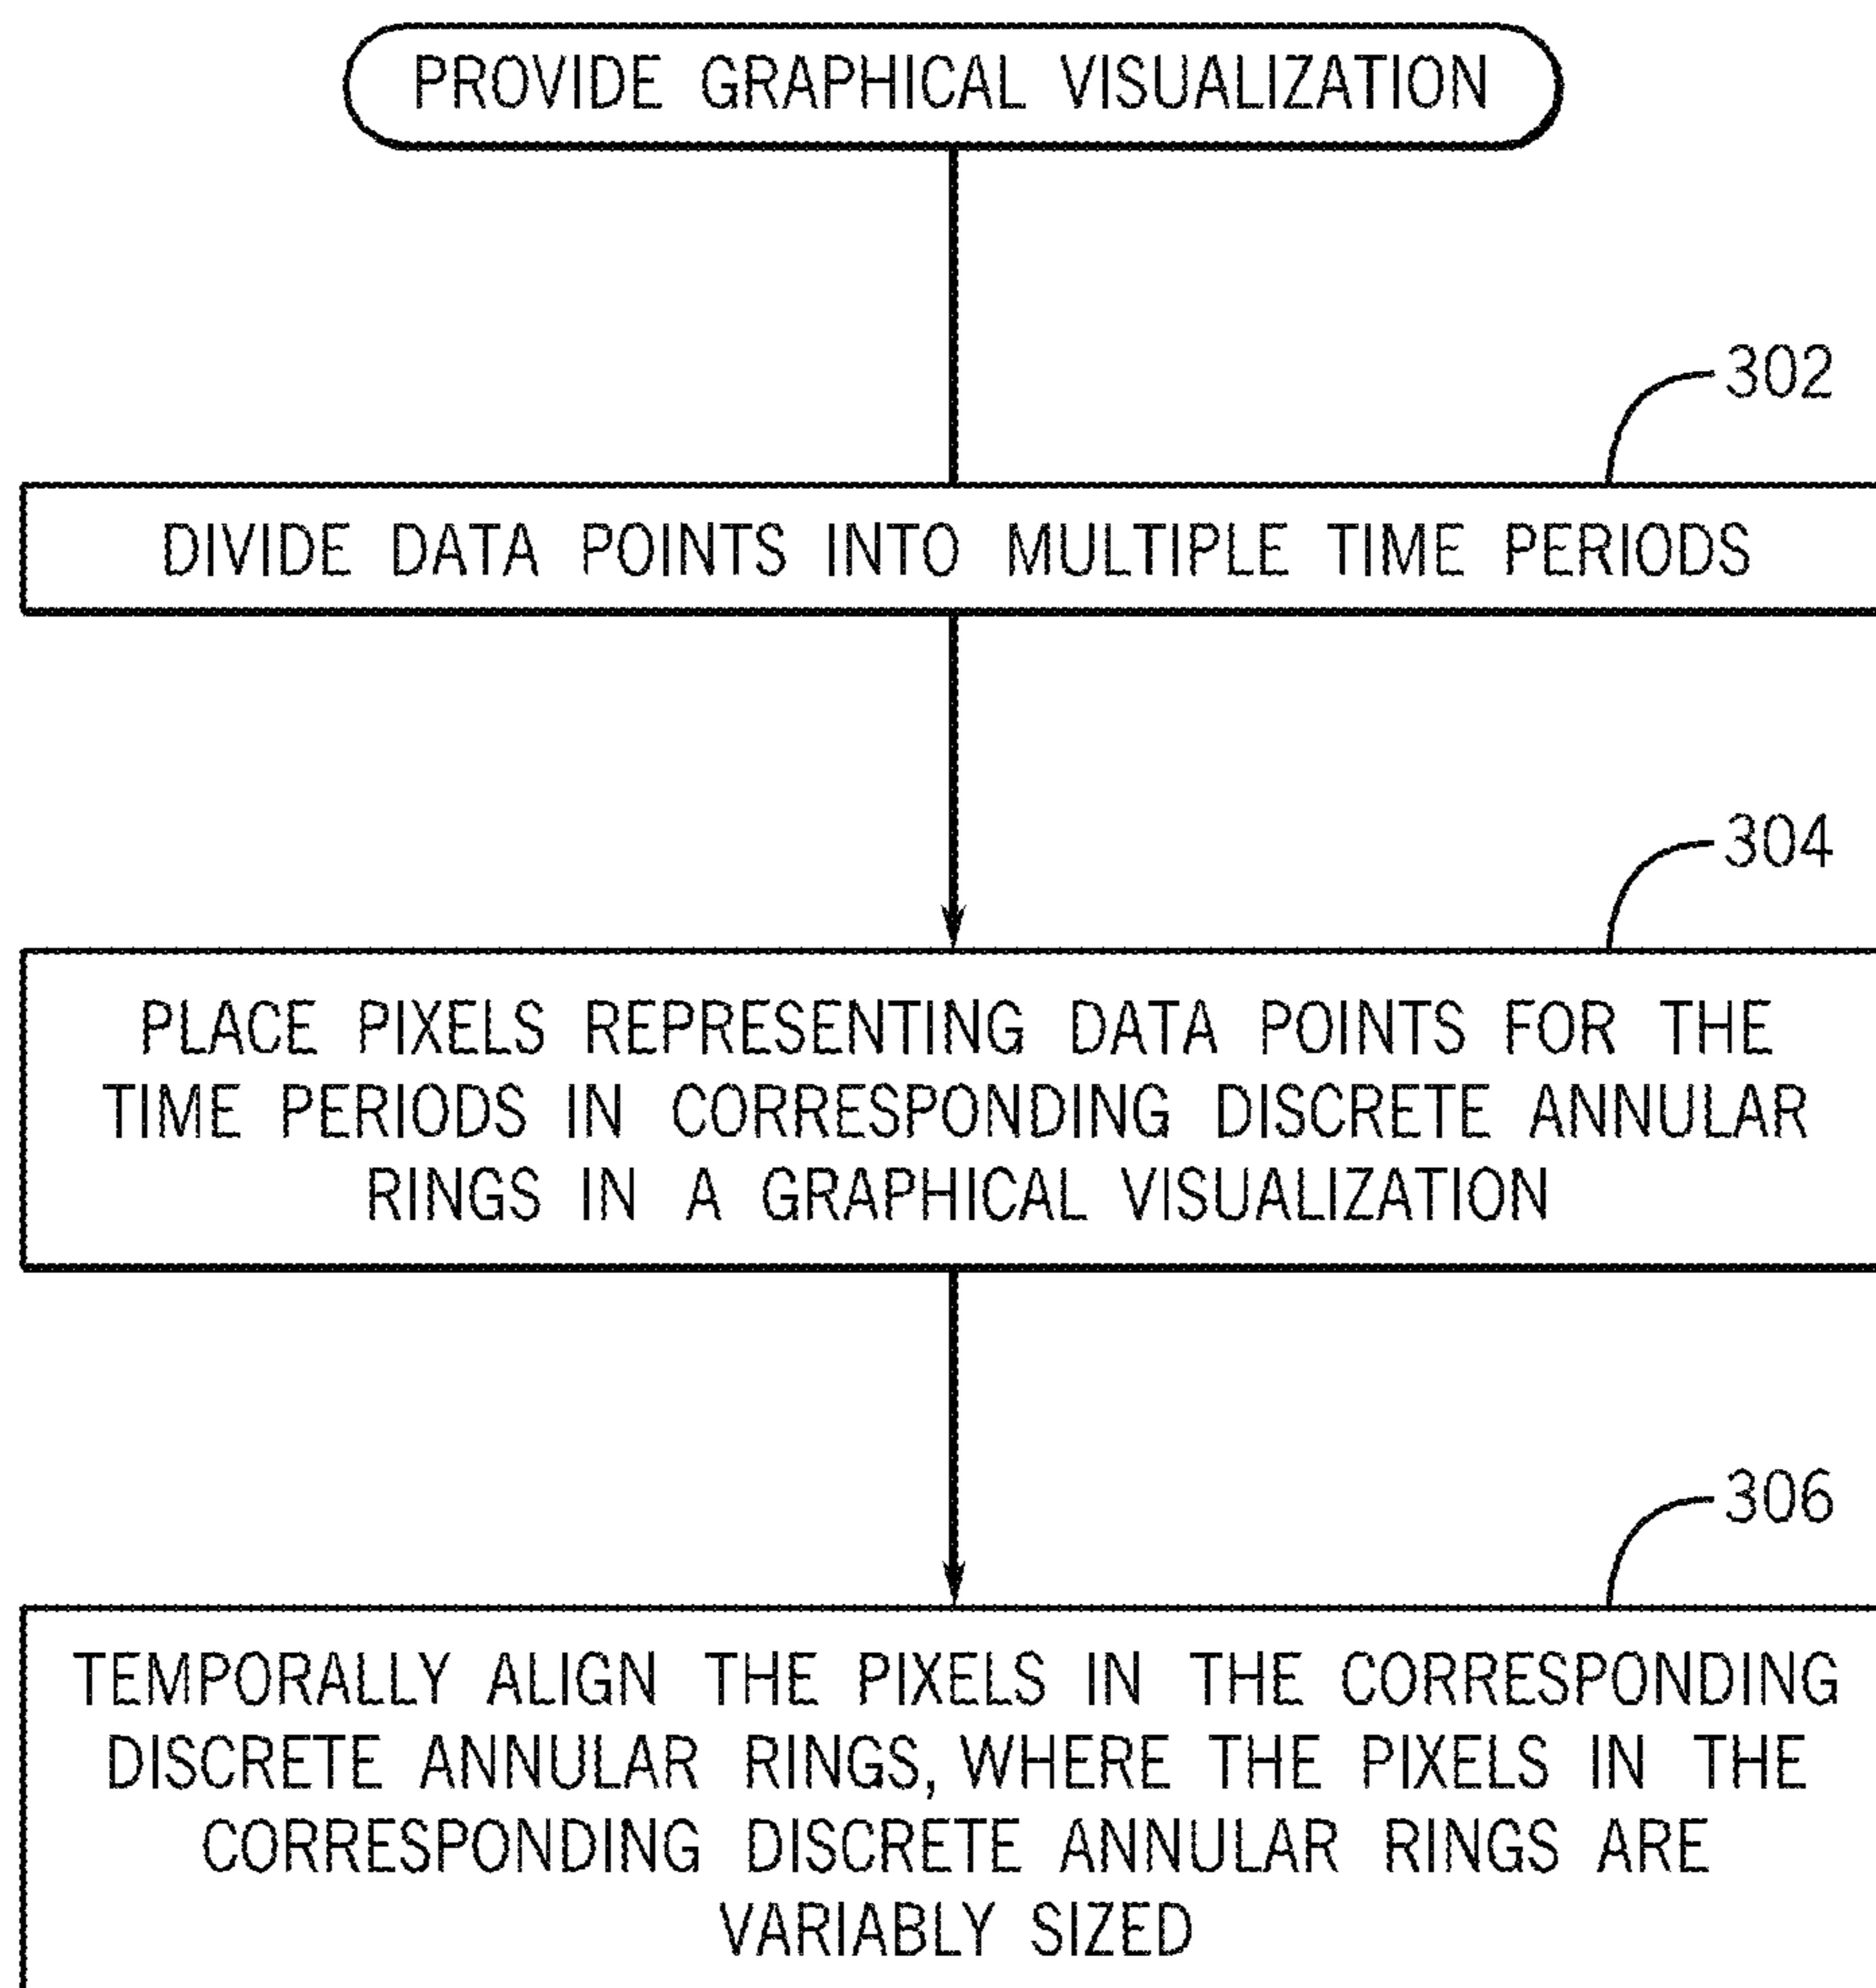 PROVIDE GRAPHICAL VISUALIZATION
302
DIVIDE DATA POINTS INTO MULTIPLE TIME PERIODS
304
PLACE PIXELS REPRESENTING DATA POINTS FOR THE
TIME PERIODS IN CORRESPONDING DISCRETE ANNULAR
RINGS IN A GRAPHICAL VISUALIZATION
306
TEMPORALLY ALIGN THE PIXELS IN THE CORRESPONDING
DISCRETE ANNULAR RINGS, WHERE THE PIXELS IN THE
CORRESPONDING DISCRETE ANNULAR RINGS ARE
VARIABLY SIZED